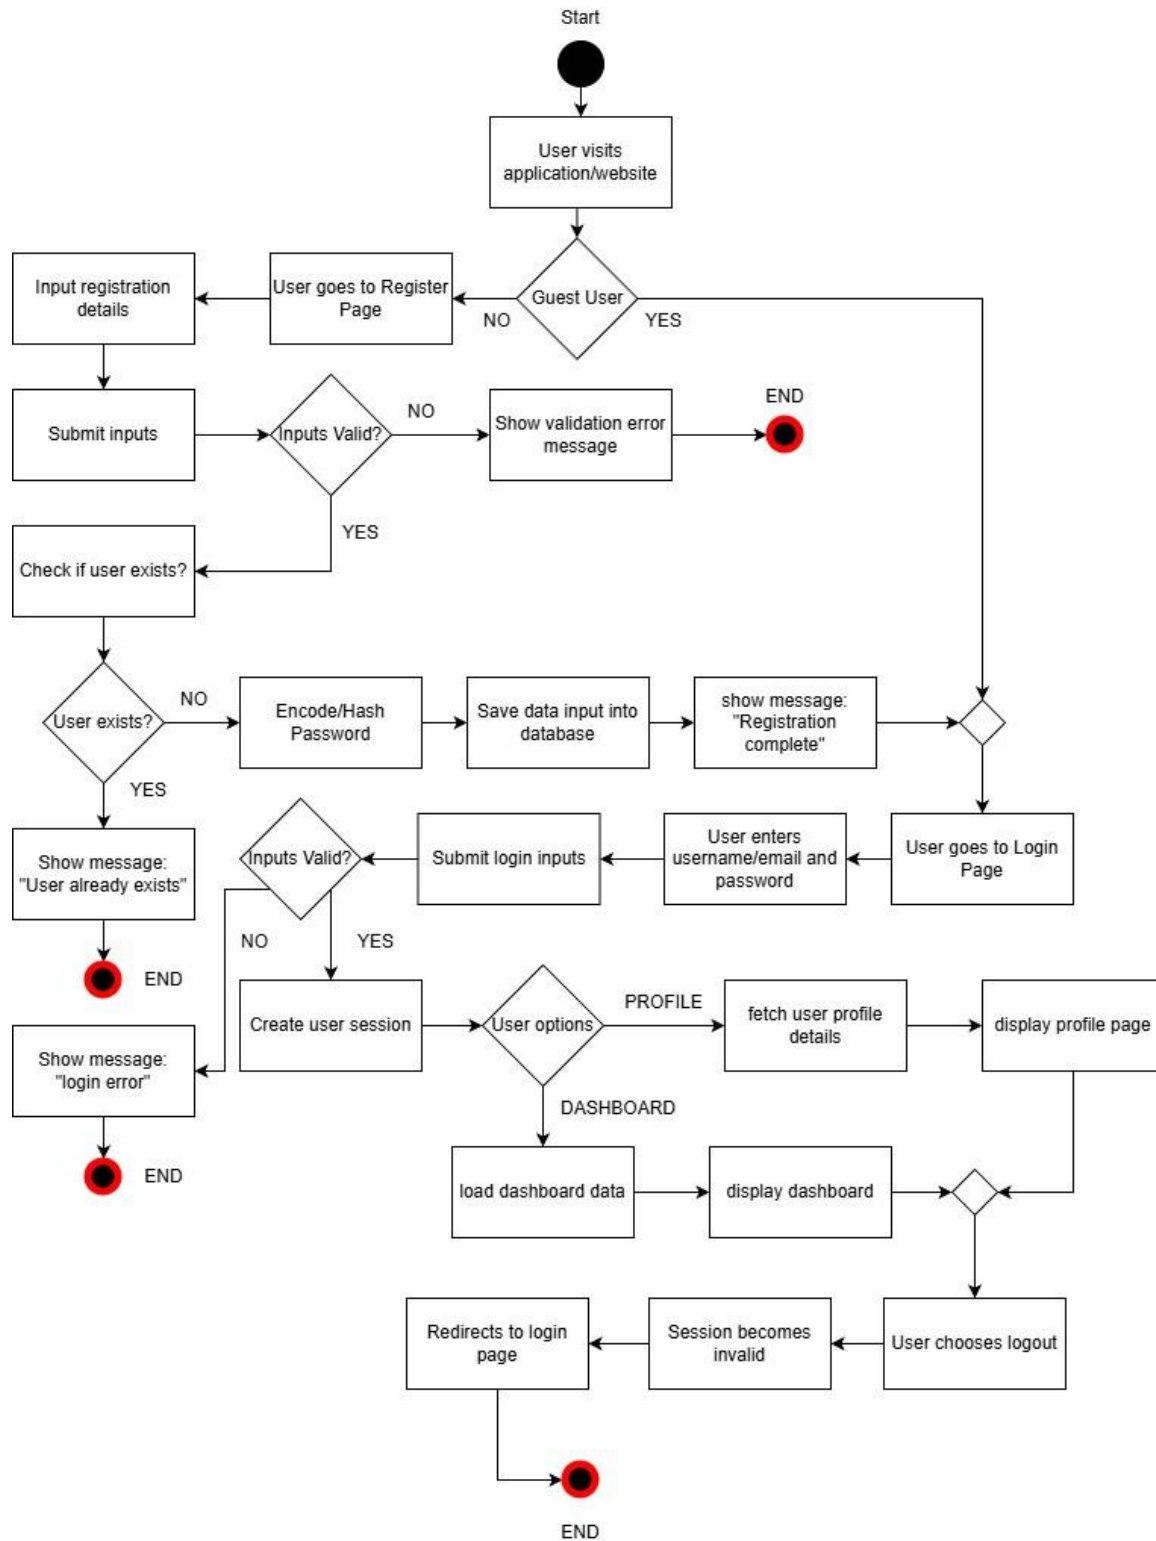 Start
User visits
application/website
Guest User
NO
YES
User goes to Register
Page
Input registration
details
Submit inputs
Inputs Valid?
NO
Show validation error
message
END
YES
Check if user exists?
User exists?
NO
Encode/Hash
Password
Save data input into
database
show message:
"Registration
complete"
YES
Show message:
"User already exists"
END
User goes to Login
Page
User enters
username/email and
password
Submit login inputs
Inputs Valid?
NO
YES
Show message:
"login error"
END
Create user session
User options
PROFILE
fetch user profile
details
display profile page
DASHBOARD
load dashboard data
display dashboard
User chooses logout
Session becomes
invalid
Redirects to login
page
END